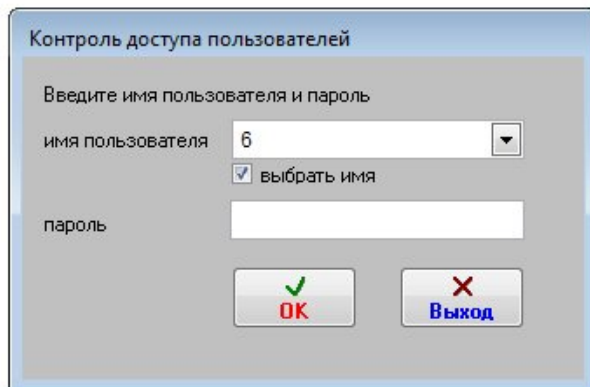 Контроль доступа пользователей
Введите имя пользователя и пароль
имя пользователя 6
выбрать имя
пароль
OK Выход